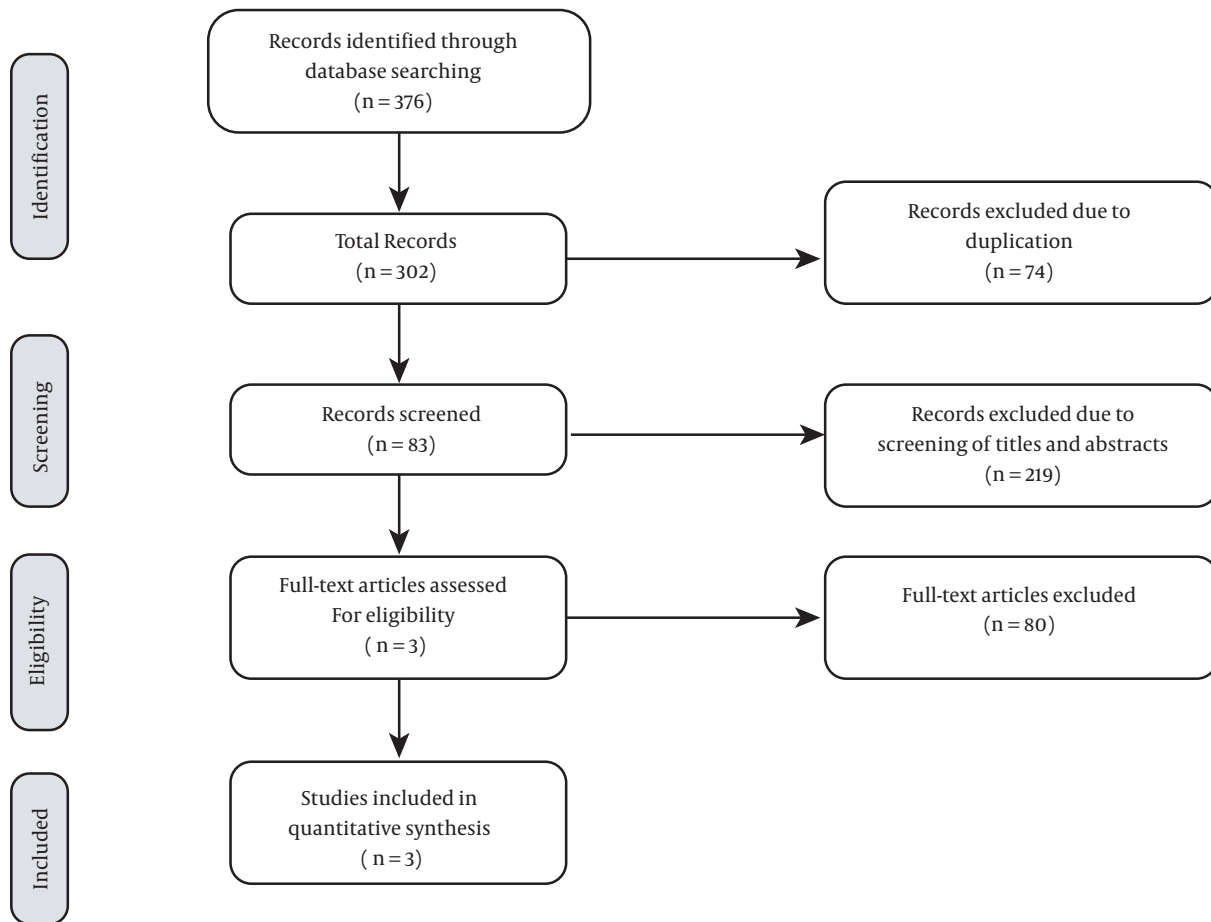 Identification
Records identified through
database searching
(n = 376)
Total Records
(n = 302)
Records excluded due to
duplication
(n = 74)
Screening
Records screened
(n = 83)
Records excluded due to
screening of titles and abstracts
(n = 219)
Eligibility
Full-text articles assessed
For eligibility
( n = 3)
Full-text articles excluded
(n = 80)
Included
Studies included in
quantitative synthesis
( n = 3)